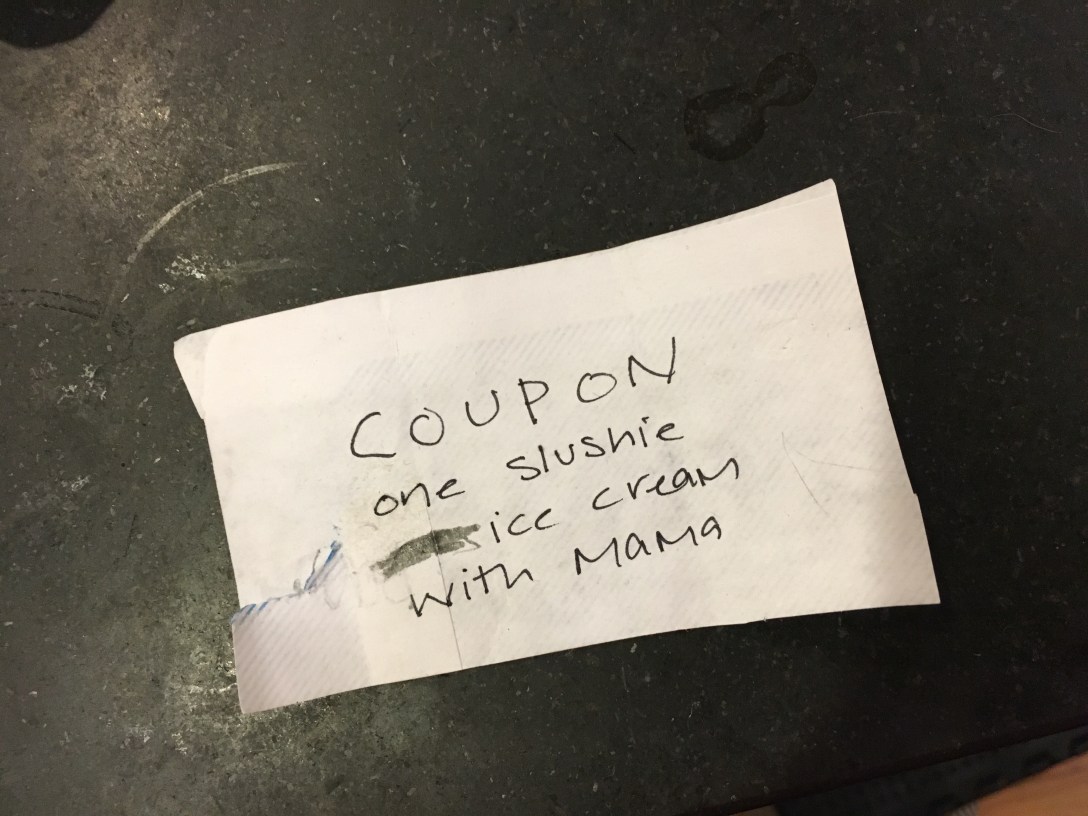 COUPON
one slushie
ice cream
with Mama